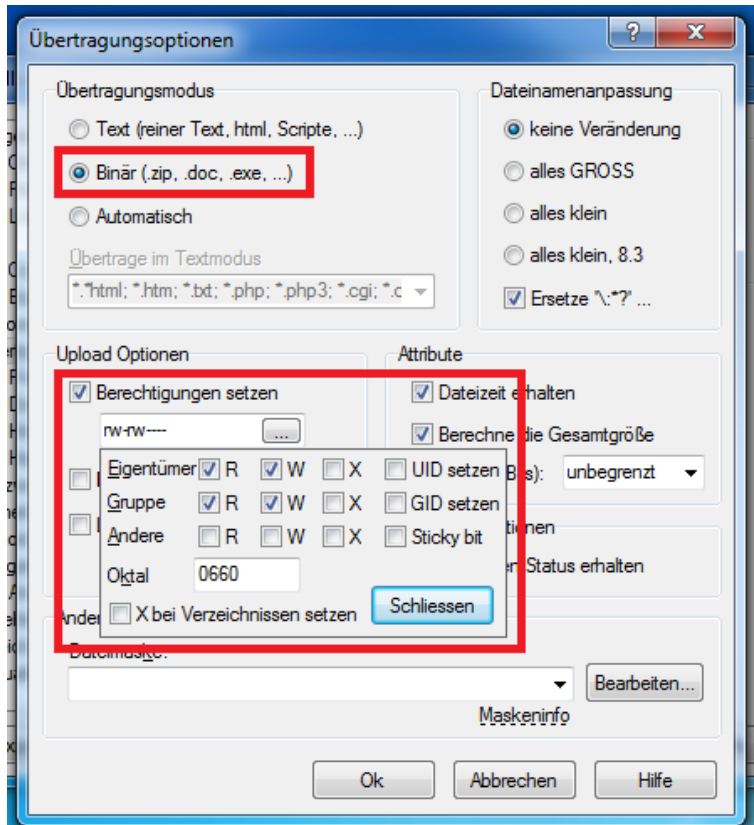 Übertragungsoptionen
Übertragungsmodus
Text (reiner Text, html, Scripte, ...)
Binär (.zip, .doc, .exe, ...)
Automatisch
Übertrage im Textmodus
*.*html; *.htm; *.txt; *.php; *.php3; *.cgi; *.c
Dateinamenanpassung
keine Veränderung
alles GROSS
alles klein
alles klein, 8.3
Ersetze '\:*?' ...
Upload Optionen
Berechtigungen setzen
rw-rw----
...
Eigentümer R W X UID setzen
Gruppe R W X GID setzen
Andere R W X Sticky bit
Oktal 0660
X bei Verzeichnissen setzen
Schliessen
Attribute
Dateizeit erhalten
Berechne die Gesamtgröße
unbegrenzt
Status erhalten
Dateimaske:
Bearbeiten...
Maskeninfo
Ok
Abbrechen
Hilfe